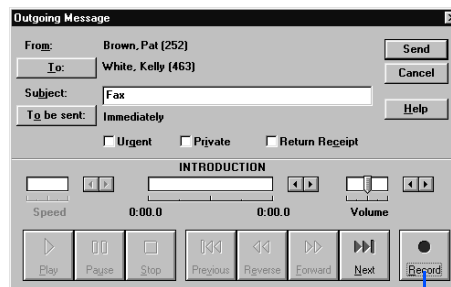 Outgoing Message
From: Brown, Pat (252)
Send
To: White, Kelly (463)
Cancel
Subject: Fax
To be sent: Immediately
Help
Urgent Private Return Receipt
INTRODUCTION
Speed 0:00.0 0:00.0 Volume
Play Pause Stop Previous Reverse Forward Next Record